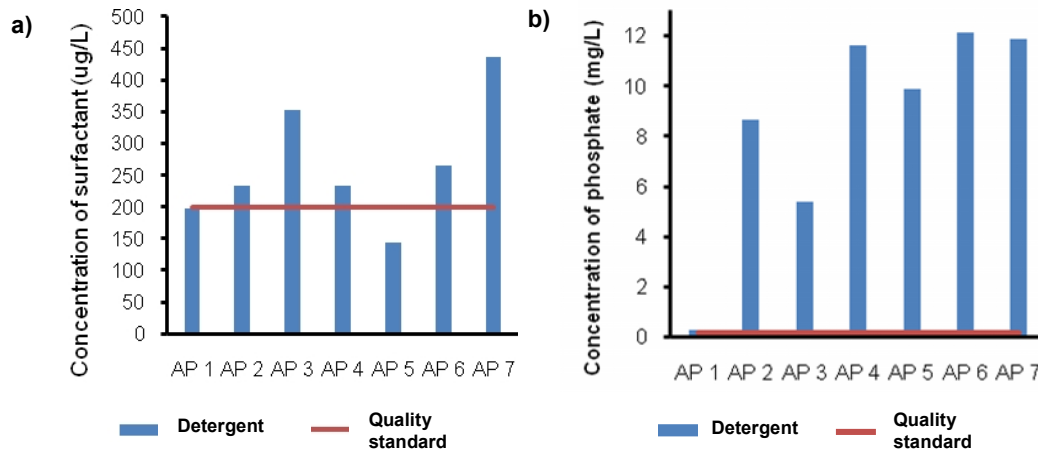 a)
Concentration of surfactant (ug/L)
500
450
400
350
300
250
200
150
100
50
0
AP 1 AP 2 AP 3 AP 4 AP 5 AP 6 AP 7
Detergent
Quality
standard
b)
Concentration of phosphate (mg/L)
12
10
8
6
4
2
0
AP 1 AP 2 AP 3 AP 4 AP 5 AP 6 AP 7
Detergent
Quality
standard